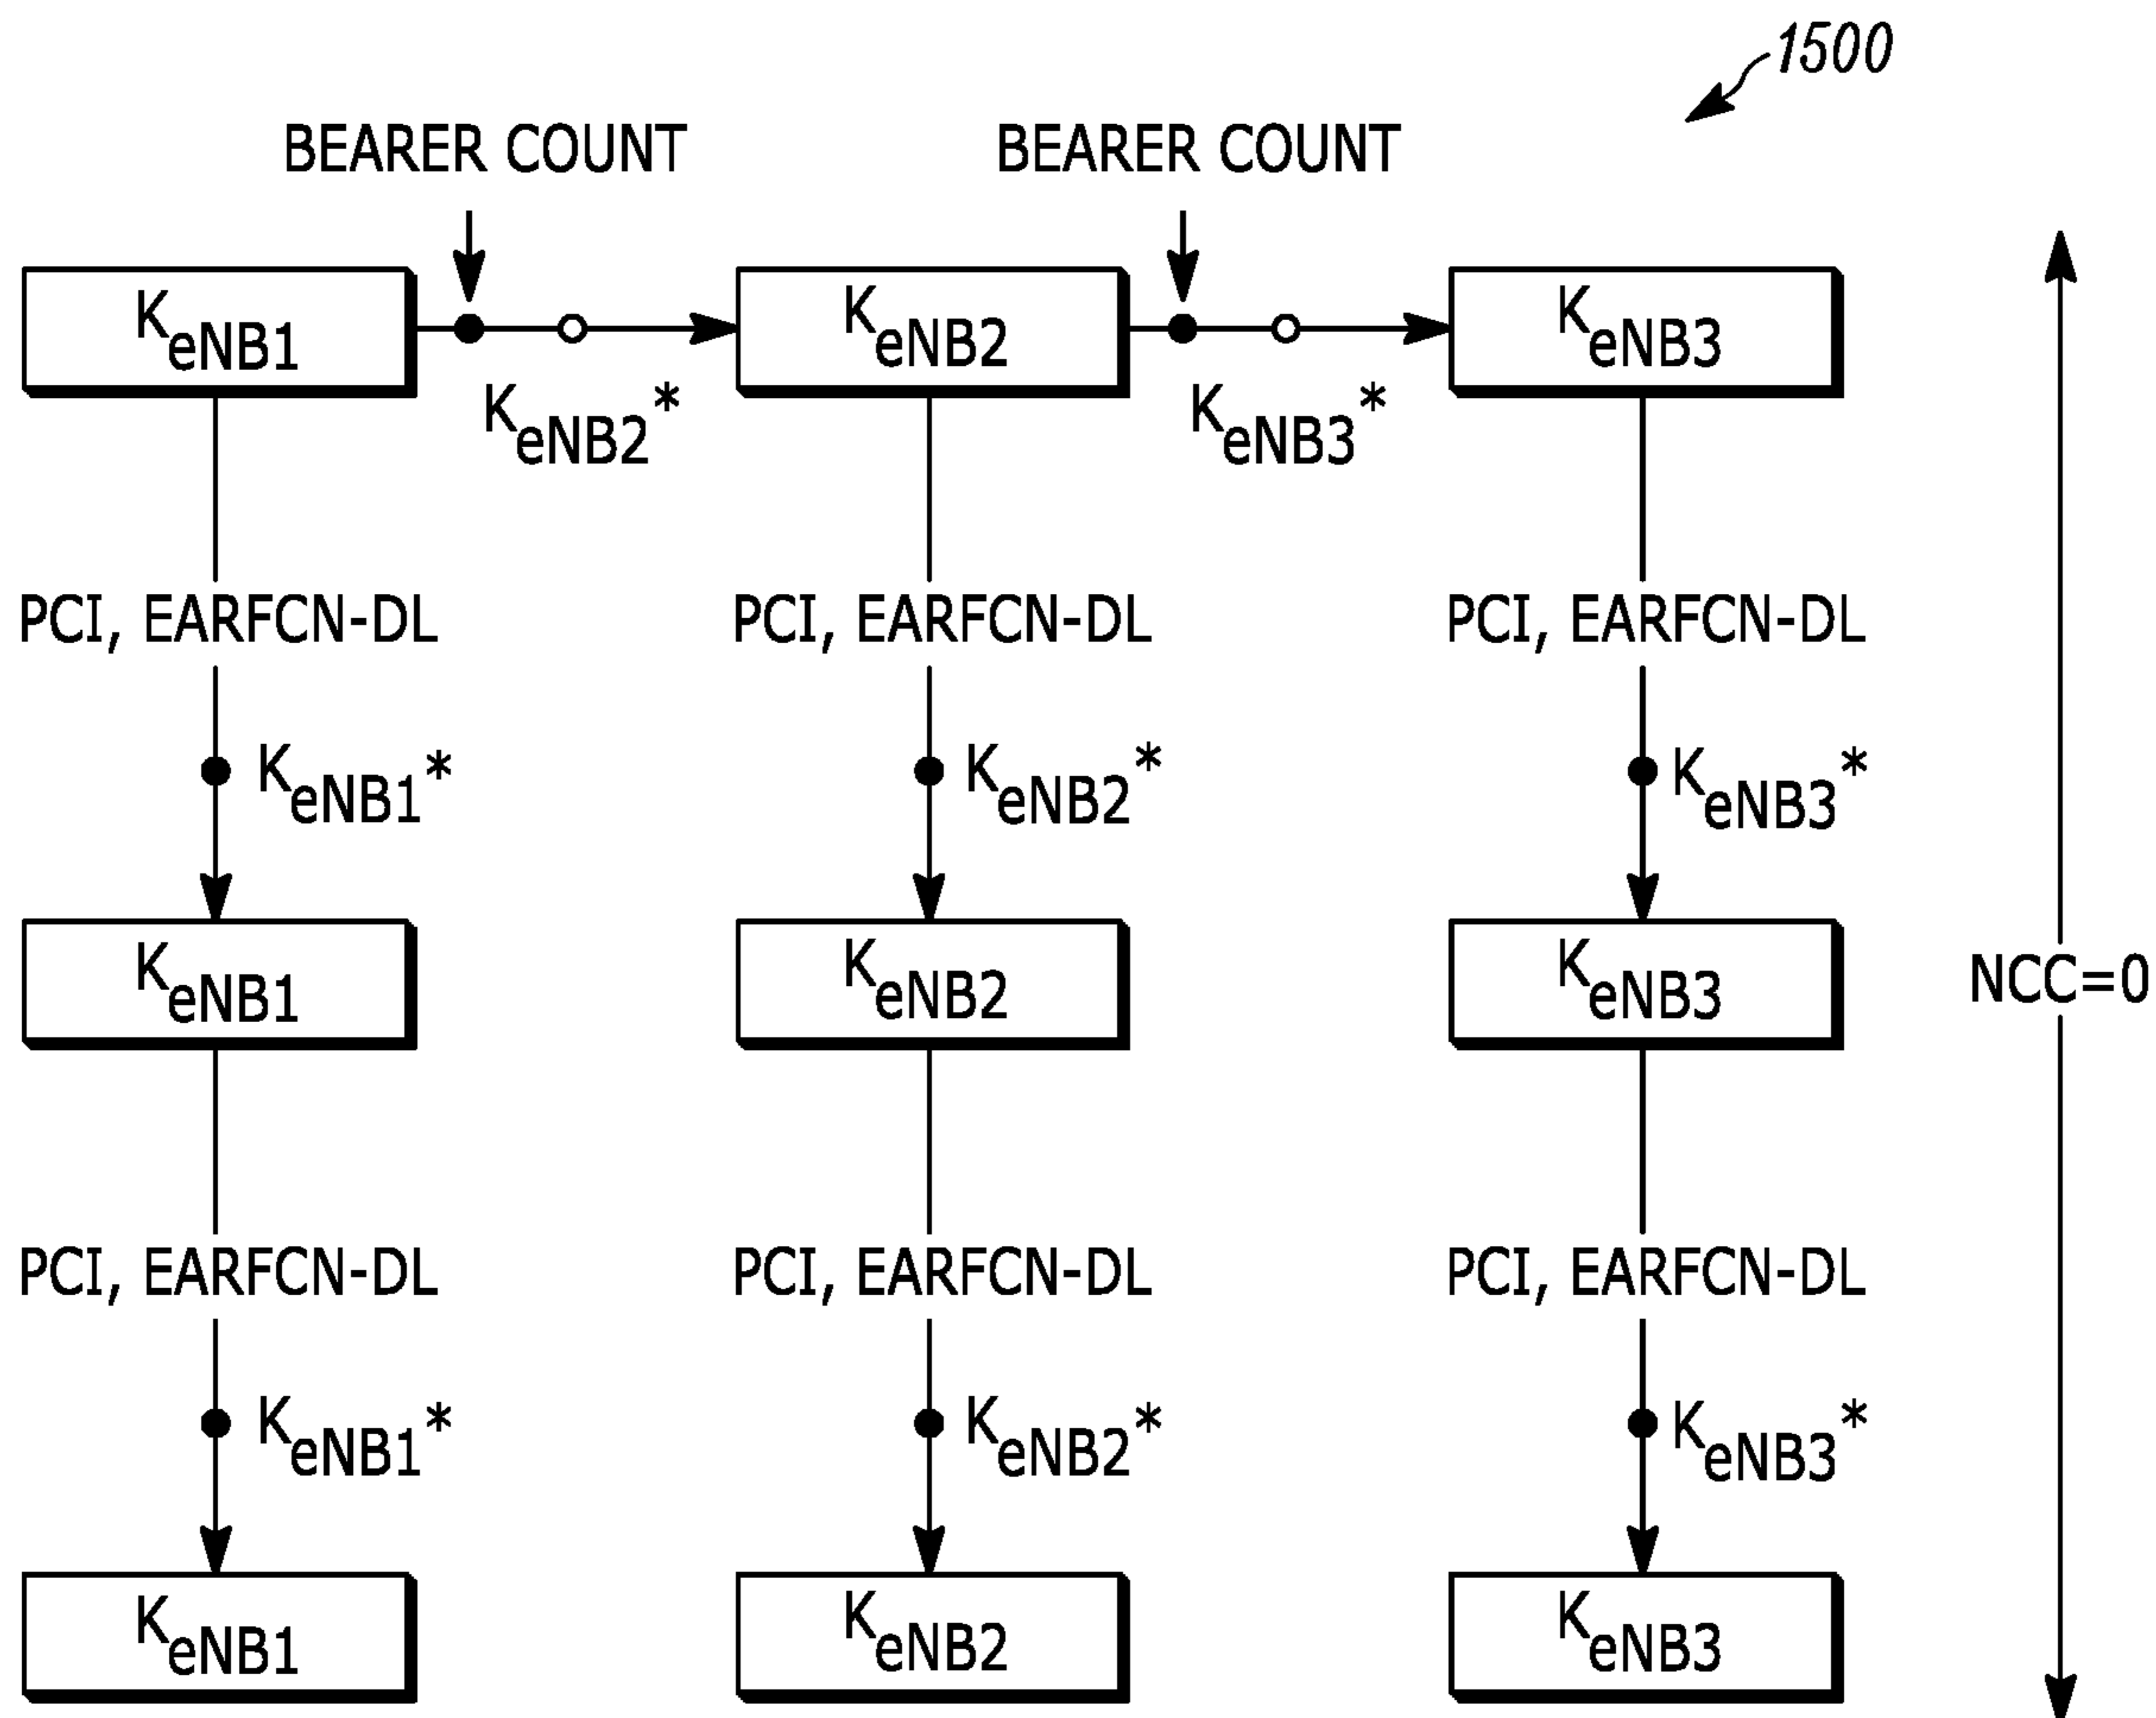 1500
BEARER COUNT BEARER COUNT
KeNB1 KeNB2 KeNB3
KeNB2* KeNB3*
PCI, EARFCN-DL PCI, EARFCN-DL PCI, EARFCN-DL
KeNB1* KeNB2* KeNB3*
KeNB1 KeNB2 KeNB3 NCC=0
PCI, EARFCN-DL PCI, EARFCN-DL PCI, EARFCN-DL
KeNB1* KeNB2* KeNB3*
KeNB1 KeNB2 KeNB3